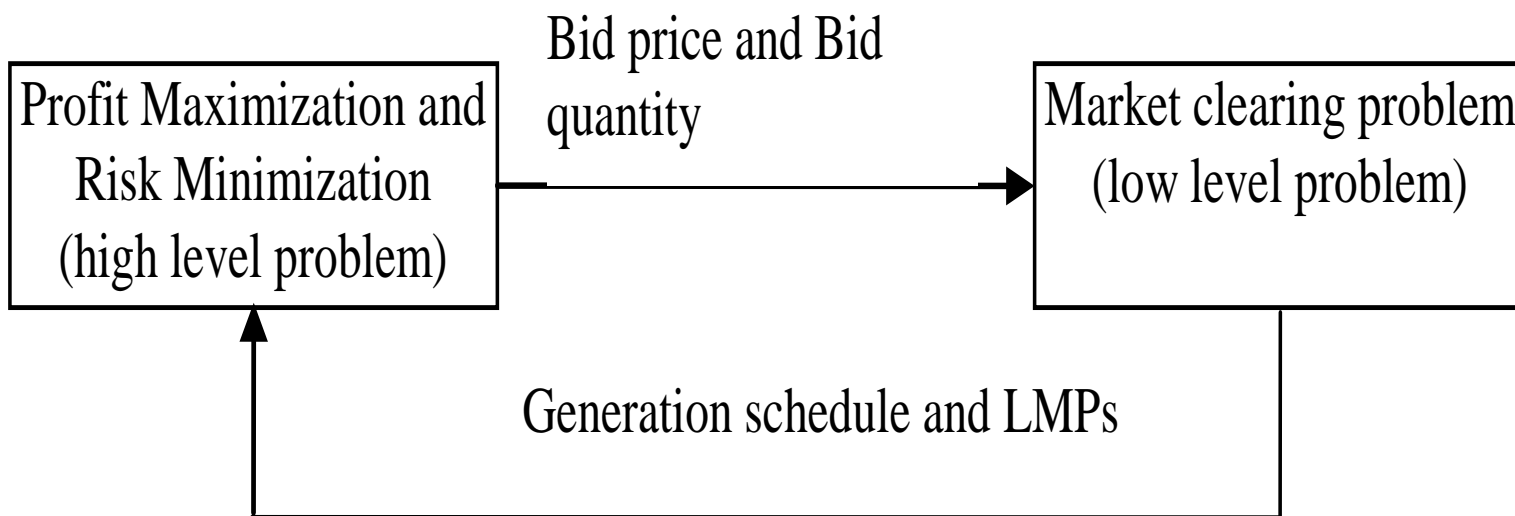 Profit Maximization and
Risk Minimization
(high level problem)
Bid price and Bid
quantity
Market clearing problem
(low level problem)
Generation schedule and LMPs